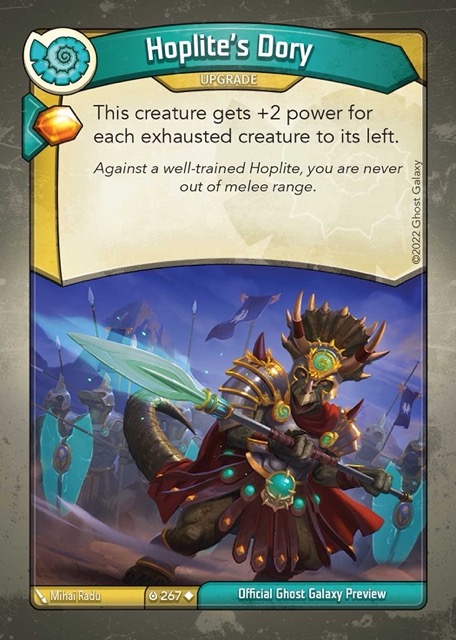 Hoplite's Dory
UPGRADE
This creature gets +2 power for
each exhausted creature to its left.
Against a well-trained Hoplite, you are never
out of melee range.
©2022 Ghost Galaxy
Mihai Radu
267
Official Ghost Galaxy Preview